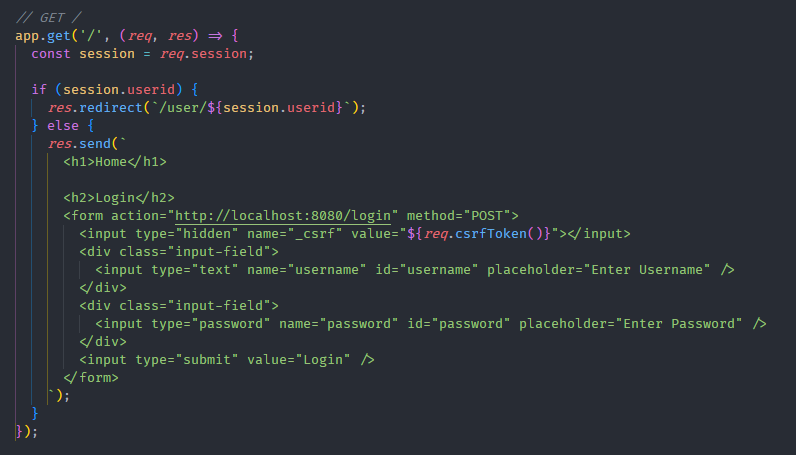 // GET /
app.get('/', (req, res) => {
  const session = req.session;

  if (session.userid) {
    res.redirect(`/user/${session.userid}`);
  } else {
    res.send(`
      <h1>Home</h1>

      <h2>Login</h2>
      <form action="http://localhost:8080/login" method="POST">
        <input type="hidden" name="_csrf" value="${req.csrfToken()}"></input>
        <div class="input-field">
          <input type="text" name="username" id="username" placeholder="Enter Username" />
        </div>
        <div class="input-field">
          <input type="password" name="password" id="password" placeholder="Enter Password" />
        </div>
        <input type="submit" value="Login" />
      </form>
    `);
  }
});